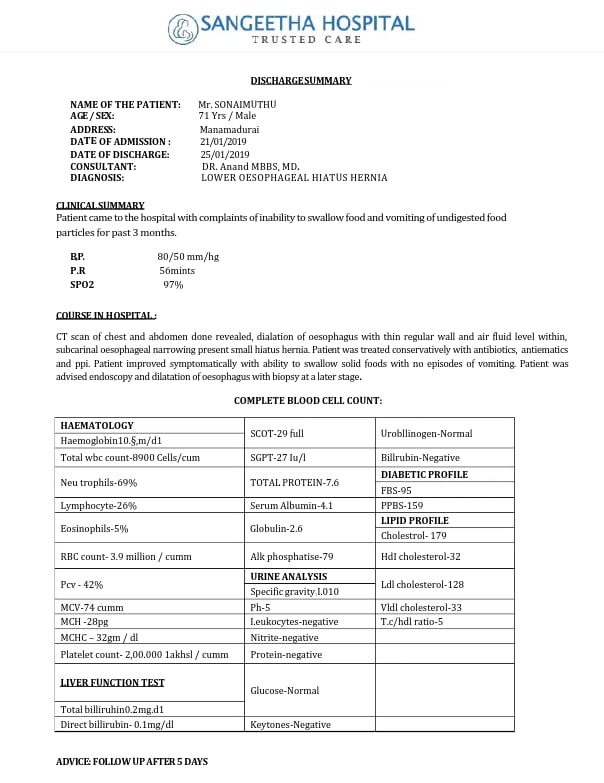 SANGEETHA HOSPITAL
TRUSTED CARE
DISCHARGE SUMMARY
NAME OF THE PATIENT: Mr. SONAIMUTHU
AGE / SEX: 71 Yrs / Male
ADDRESS: Manamadurai
DATE OF ADMISSION : 21/01/2019
DATE OF DISCHARGE: 25/01/2019
CONSULTANT: DR. Anand MBBS, MD.
DIAGNOSIS: LOWER OESOPHAGEAL HIATUS HERNIA
CLINICAL SUMMARY
Patient came to the hospital with complaints of inability to swallow food and vomiting of undigested food
particles for past 3 months.
B.P. 80/50 mm/hg
P.R 56mints
SPO2 97%
COURSE IN HOSPITAL :
CT scan of chest and abdomen done revealed, dialation of oesophagus with thin regular wall and air fluid level within,
subcarinal oesophageal narrowing present small hiatus hernia. Patient was treated conservatively with antibiotics, antiematics
and ppi. Patient improved symptomatically with ability to swallow solid foods with no episodes of vomiting. Patient was
advised endoscopy and dilatation of oesophagus with biopsy at a later stage.
COMPLETE BLOOD CELL COUNT:
HAEMATOLOGY
Haemoglobin10.§,m/d1
SCOT-29 full
Urobllinogen-Normal
Total wbc count-8900 Cells/cum
SGPT-27 Iu/l
Billrubin-Negative
Neu trophils-69%
TOTAL PROTEIN-7.6
DIABETIC PROFILE
FBS-95
Lymphocyte-26%
Serum Albumin-4.1
PPBS-159
Eosinophils-5%
Globulin-2.6
LIPID PROFILE
Cholestrol- 179
RBC count- 3.9 million / cumm
Alk phosphatise-79
HdI cholesterol-32
Pcv - 42%
URINE ANALYSIS
Specific gravity.I.010
Ldl cholesterol-128
MCV-74 cumm
Ph-5
Vldl cholesterol-33
MCH -28pg
Leukocytes-negative
T.c/hdl ratio-5
MCHC – 32gm / dl
Nitrite-negative
Platelet count- 2,00.000 1akhsl / cumm
Protein-negative
LIVER FUNCTION TEST
Glucose-Normal
Total billiruhin0.2mg.d1
Direct billirubin- 0.1mg/dl
Keytones-Negative
ADVICE: FOLLOW UP AFTER 5 DAYS